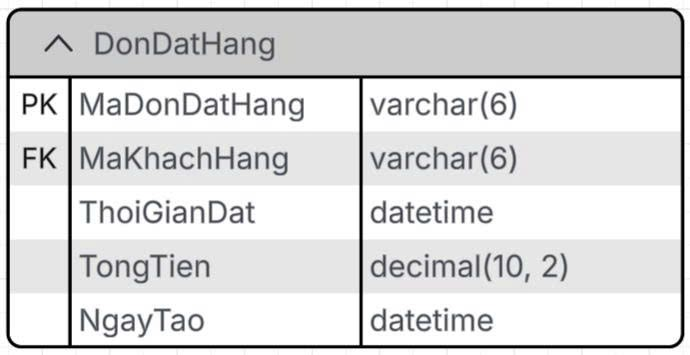 DonDatHang
PK MaDonDatHang varchar(6)
FK MaKhachHang varchar(6)
ThoiGianDat datetime
TongTien decimal(10, 2)
NgayTao datetime